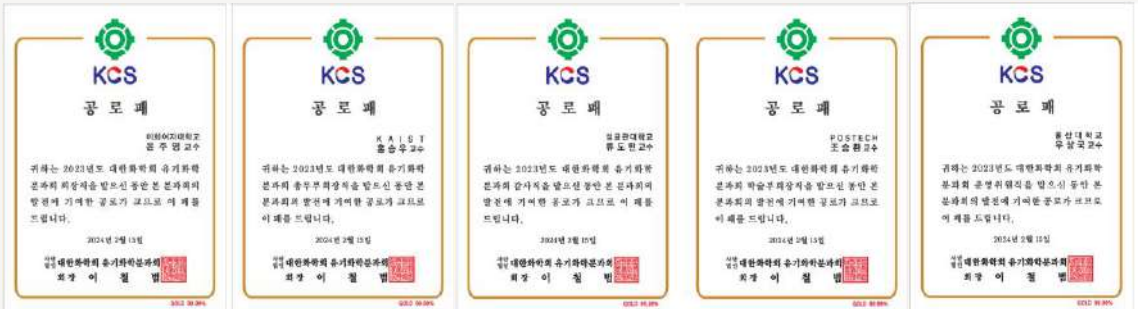 KCS
공 로 패
이화여자대학교
윤주영 교수
귀하는 2023년도 대한화학회 유기화학
분과회 회장직을 맡으신 동안 본 분과회의
발전에 기여한 공로가 크므로 이 패를
드립니다.
2024년 2월 15일
사단법인 대한화학회 유기화학분과회
회장 이 철 범
KCS
공 로 패
KAIST
홍승우 교수
귀하는 2023년도 대한화학회 유기화학
분과회 총무부회장직을 맡으신 동안 본
분과회의 발전에 기여한 공로가 크므로
이 패를 드립니다.
2024년 2월 15일
사단법인 대한화학회 유기화학분과회
회장 이 철 범
KCS
공 로 패
성균관대학교
류도현 교수
귀하는 2023년도 대한화학회 유기화학
분과회 감사직을 맡으신 동안 본 분과회의
발전에 기여한 공로가 크므로 이 패를
드립니다.
2024년 2월 15일
사단법인 대한화학회 유기화학분과회
회장 이 철 범
KCS
공 로 패
POSTECH
조승환 교수
귀하는 2023년도 대한화학회 유기화학
분과회 학술부회장직을 맡으신 동안 본
분과회의 발전에 기여한 공로가 크므로
이 패를 드립니다.
2024년 2월 15일
사단법인 대한화학회 유기화학분과회
회장 이 철 범
KCS
공 로 패
울산대학교
우상국 교수
귀하는 2023년도 대한화학회 유기화학
분과회 운영위원직을 맡으신 동안 본
분과회의 발전에 기여한 공로가 크므로
이 패를 드립니다.
2024년 2월 15일
사단법인 대한화학회 유기화학분과회
회장 이 철 범